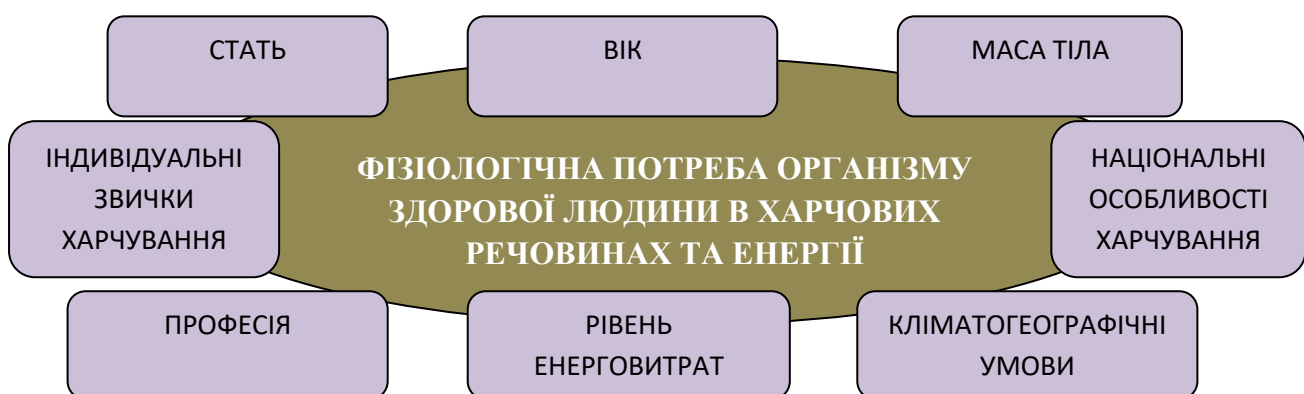 СТАТЬ
ВІК
МАСА ТІЛА
ІНДИВІДУАЛЬНІ
ЗВИЧКИ
ХАРЧУВАННЯ
ФІЗІОЛОГІЧНА ПОТРЕБА ОРГАНІЗМУ
ЗДОРОВОЇ ЛЮДИНИ В ХАРЧОВИХ
РЕЧОВИНАХ ТА ЕНЕРГІЇ
НАЦІОНАЛЬНІ
ОСОБЛИВОСТІ
ХАРЧУВАННЯ
ПРОФЕСІЯ
РІВЕНЬ
ЕНЕРГОВИТРАТ
КЛІМАТОГЕОГРАФІЧНІ
УМОВИ